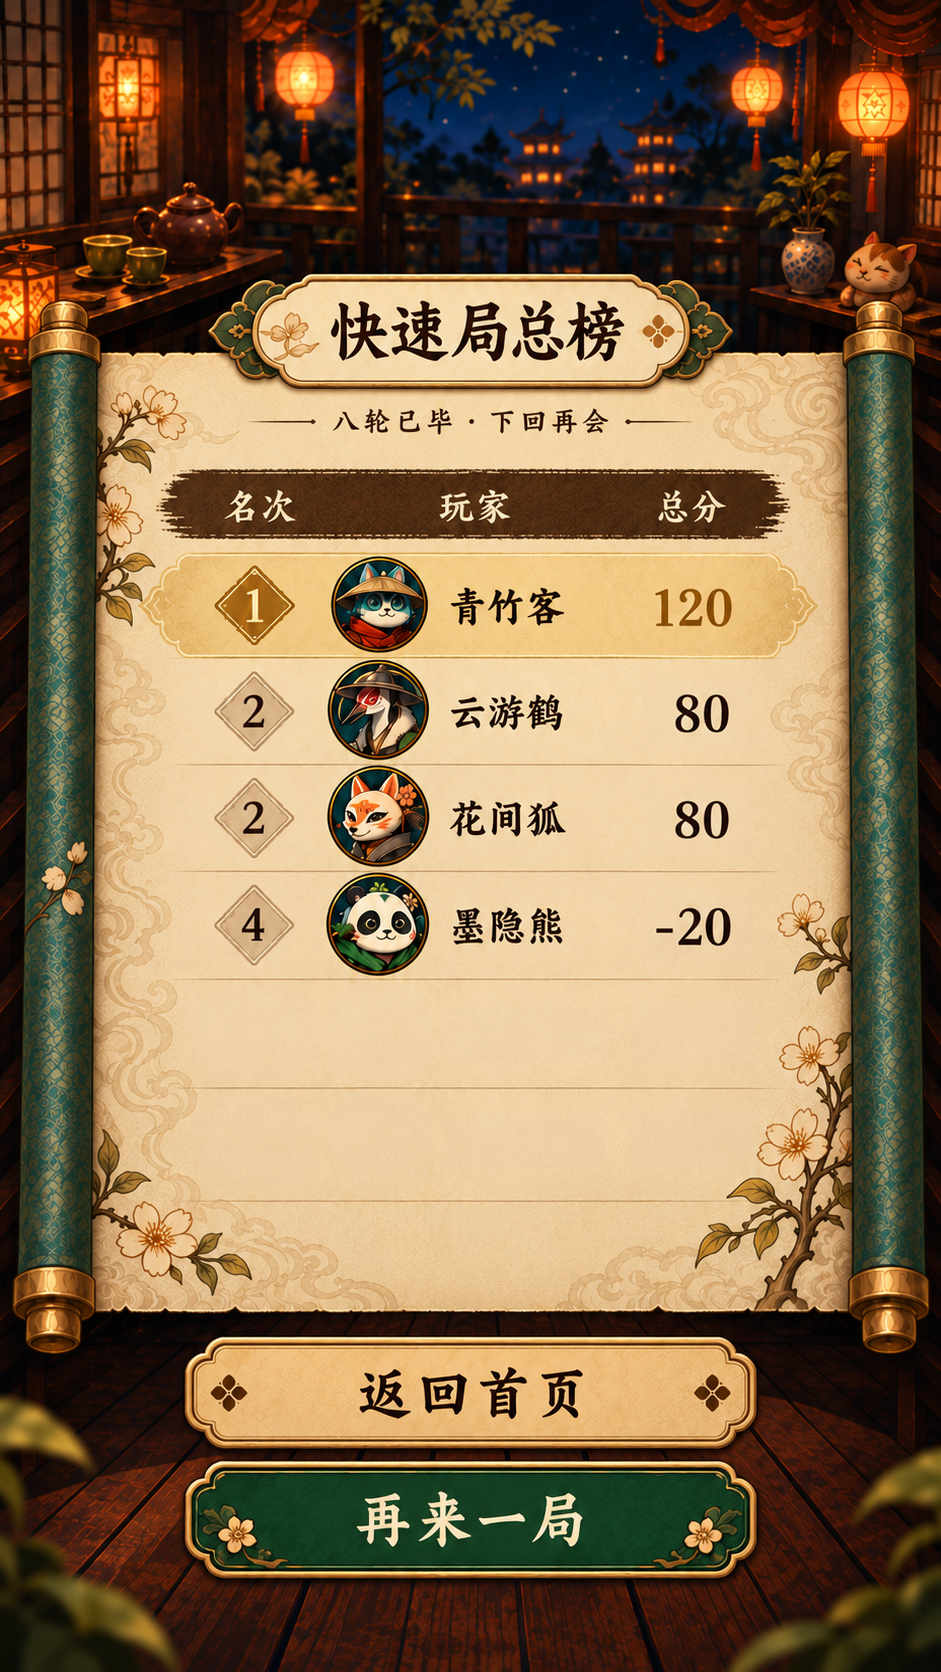 快速局总榜
八轮已毕·下回再会
名次 玩家 总分
1 青竹客 120
2 云游鹤 80
2 花间狐 80
4 墨隐熊 -20
返回首页
再来一局